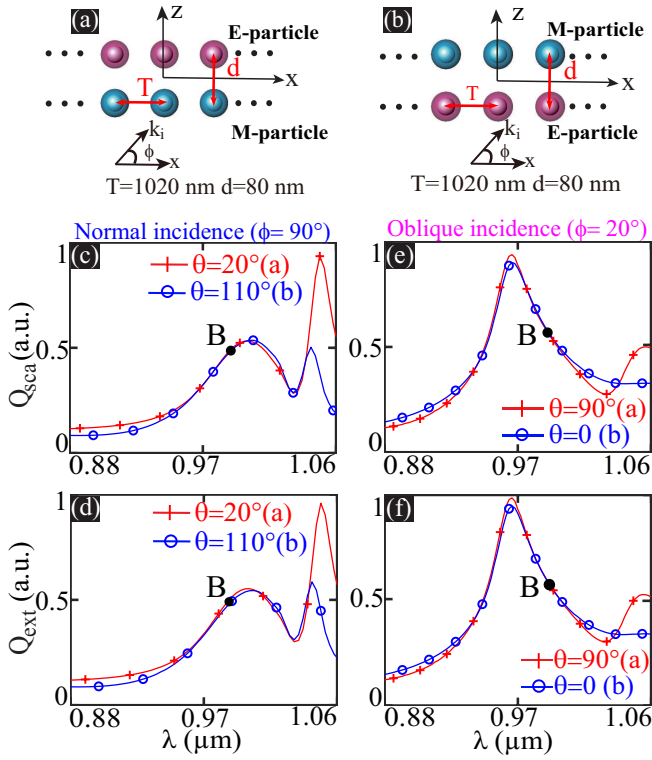 (a)
z
E-particle
d
T
x
M-particle
k_i
ϕ
x
T=1020 nm d=80 nm
(b)
z
M-particle
d
T
x
E-particle
k_i
ϕ
x
T=1020 nm d=80 nm
Normal incidence (ϕ= 90°)
Oblique incidence (ϕ= 20°)
(c)
1
θ=20°(a)
θ=110°(b)
B
0.5
Q_sca (a.u.)
0
0.88
0.97
1.06
(e)
1
B
0.5
θ=90°(a)
θ=0 (b)
0
0.88
0.97
1.06
(d)
1
θ=20°(a)
θ=110°(b)
B
0.5
Q_ext (a.u.)
0
0.88
0.97
1.06
λ (μm)
(f)
1
B
0.5
θ=90°(a)
θ=0 (b)
0
0.88
0.97
1.06
λ (μm)